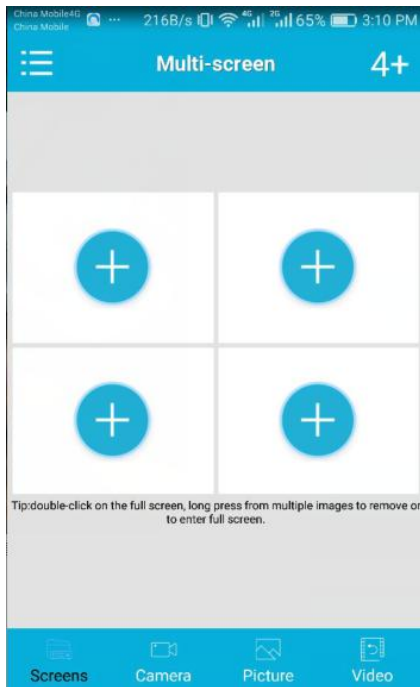 China Mobile4G
China Mobile
216B/s 4G 2G 65% 3:10 PM
Multi-screen 4+
Tip:double-click on the full screen, long press from multiple images to remove or
to enter full screen.
Screens Camera Picture Video